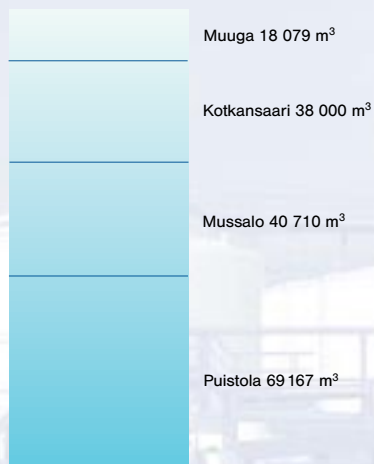 Muuga 18 079 m³
Kotkansaari 38 000 m³
Mussalo 40 710 m³
Puistola 69 167 m³